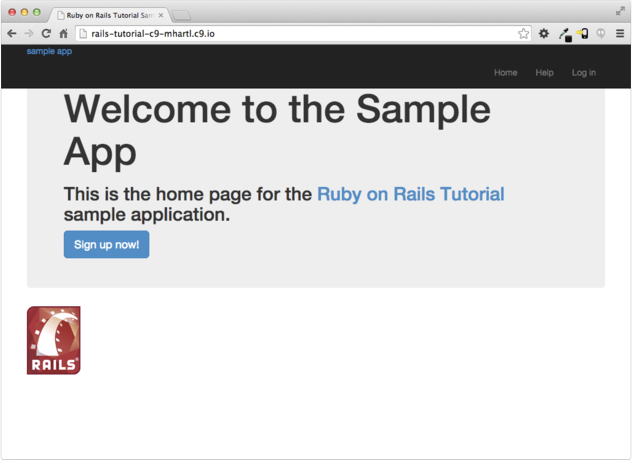 Ruby on Rails Tutorial Sam
rails-tutorial-c9-mhartl.c9.io
sample app
Home Help Log in
Welcome to the Sample
App
This is the home page for the Ruby on Rails Tutorial
sample application.
Sign up now!
RAILS